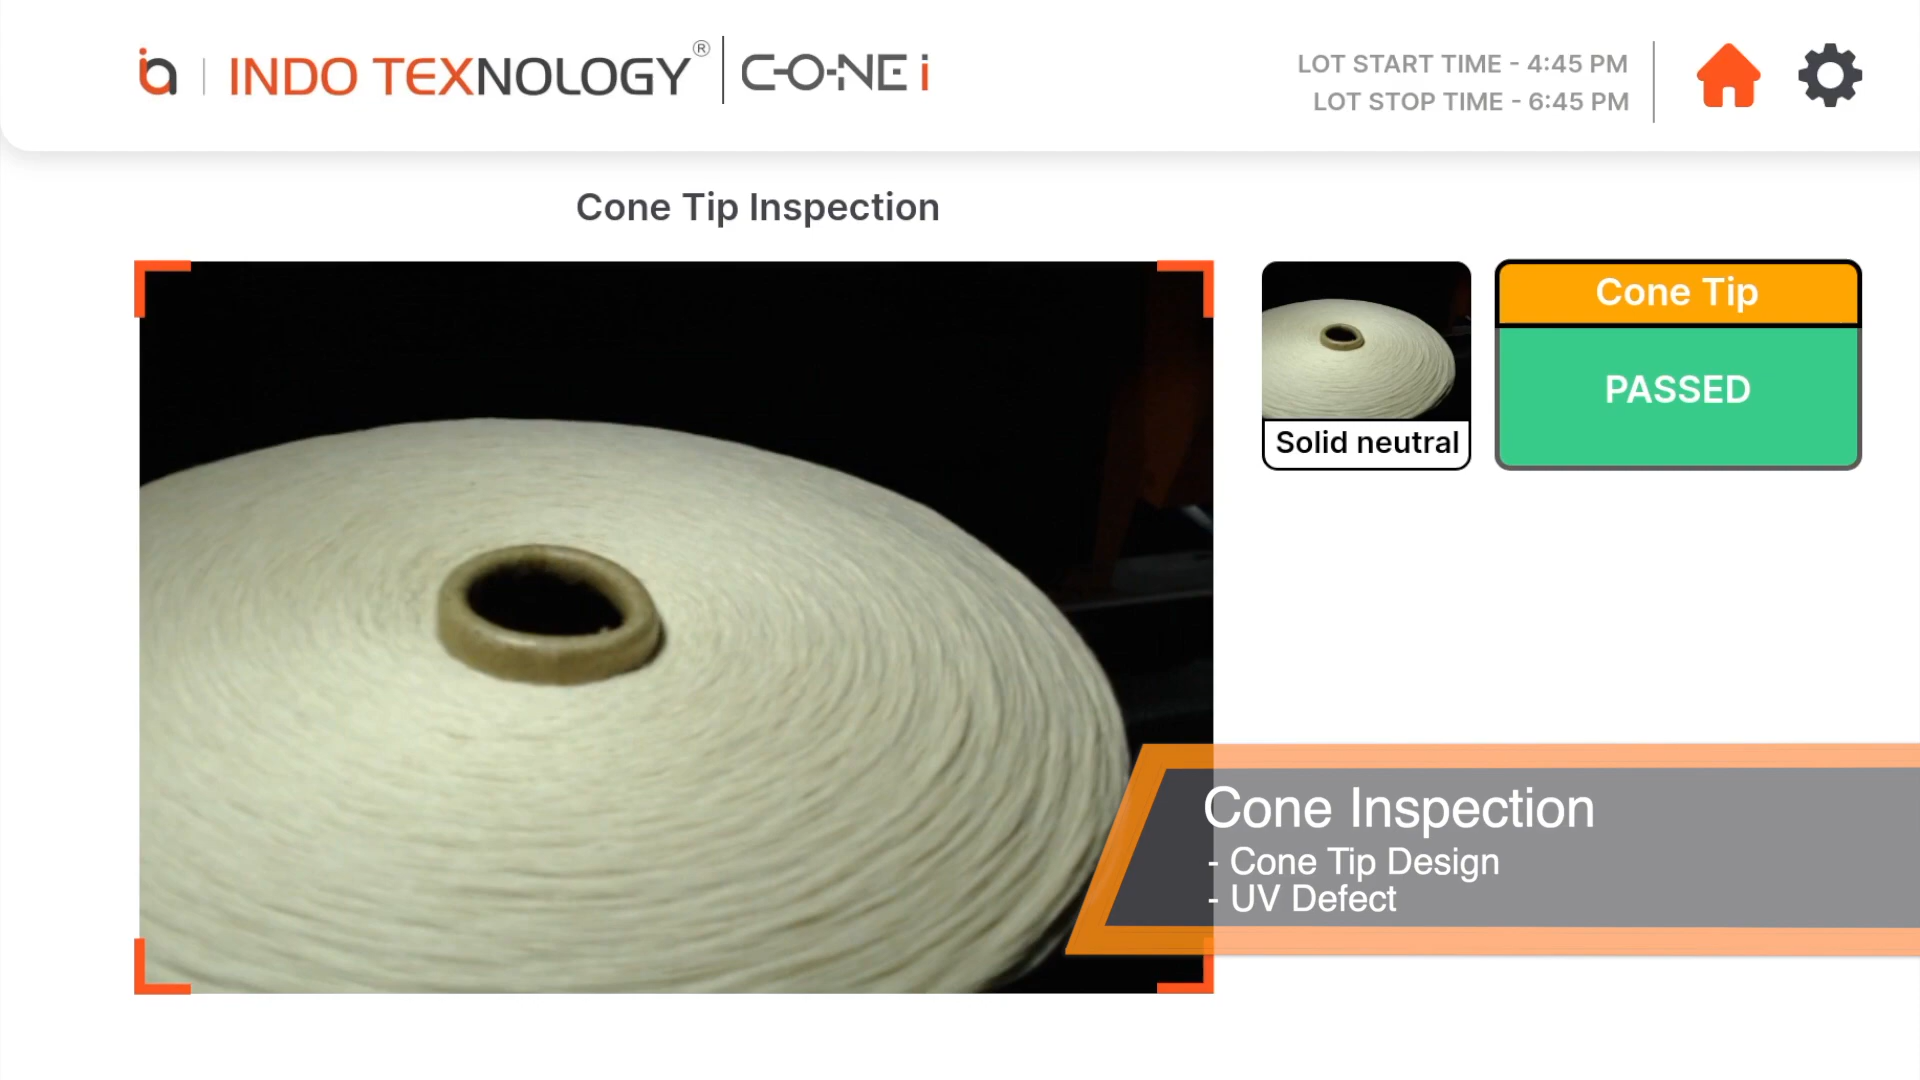 INDO TEXNOLOGY® | CONE i
LOT START TIME - 4:45 PM
LOT STOP TIME - 6:45 PM
Cone Tip Inspection
Solid neutral
Cone Tip
PASSED
Cone Inspection
- Cone Tip Design
- UV Defect